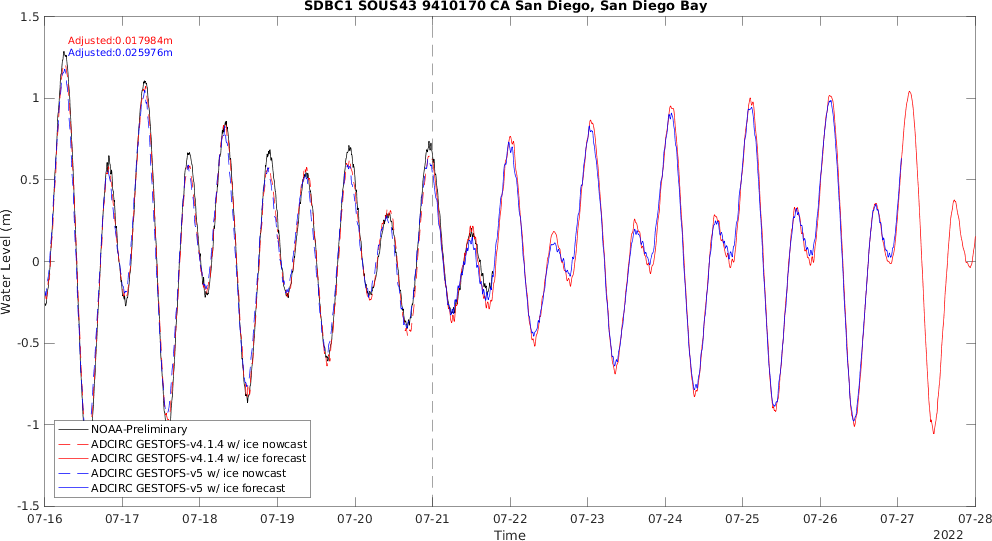 SDBC1 SOUS43 9410170 CA San Diego, San Diego Bay
1.5
Adjusted:0.017984m
Adjusted:0.025976m
1
0.5
0
-0.5
-1
-1.5
Water Level (m)
NOAA-Preliminary
ADCIRC GESTOFS-v4.1.4 w/ ice nowcast
ADCIRC GESTOFS-v4.1.4 w/ ice forecast
ADCIRC GESTOFS-v5 w/ ice nowcast
ADCIRC GESTOFS-v5 w/ ice forecast
07-16 07-17 07-18 07-19 07-20 07-21 07-22 07-23 07-24 07-25 07-26 07-27 07-28
Time
2022